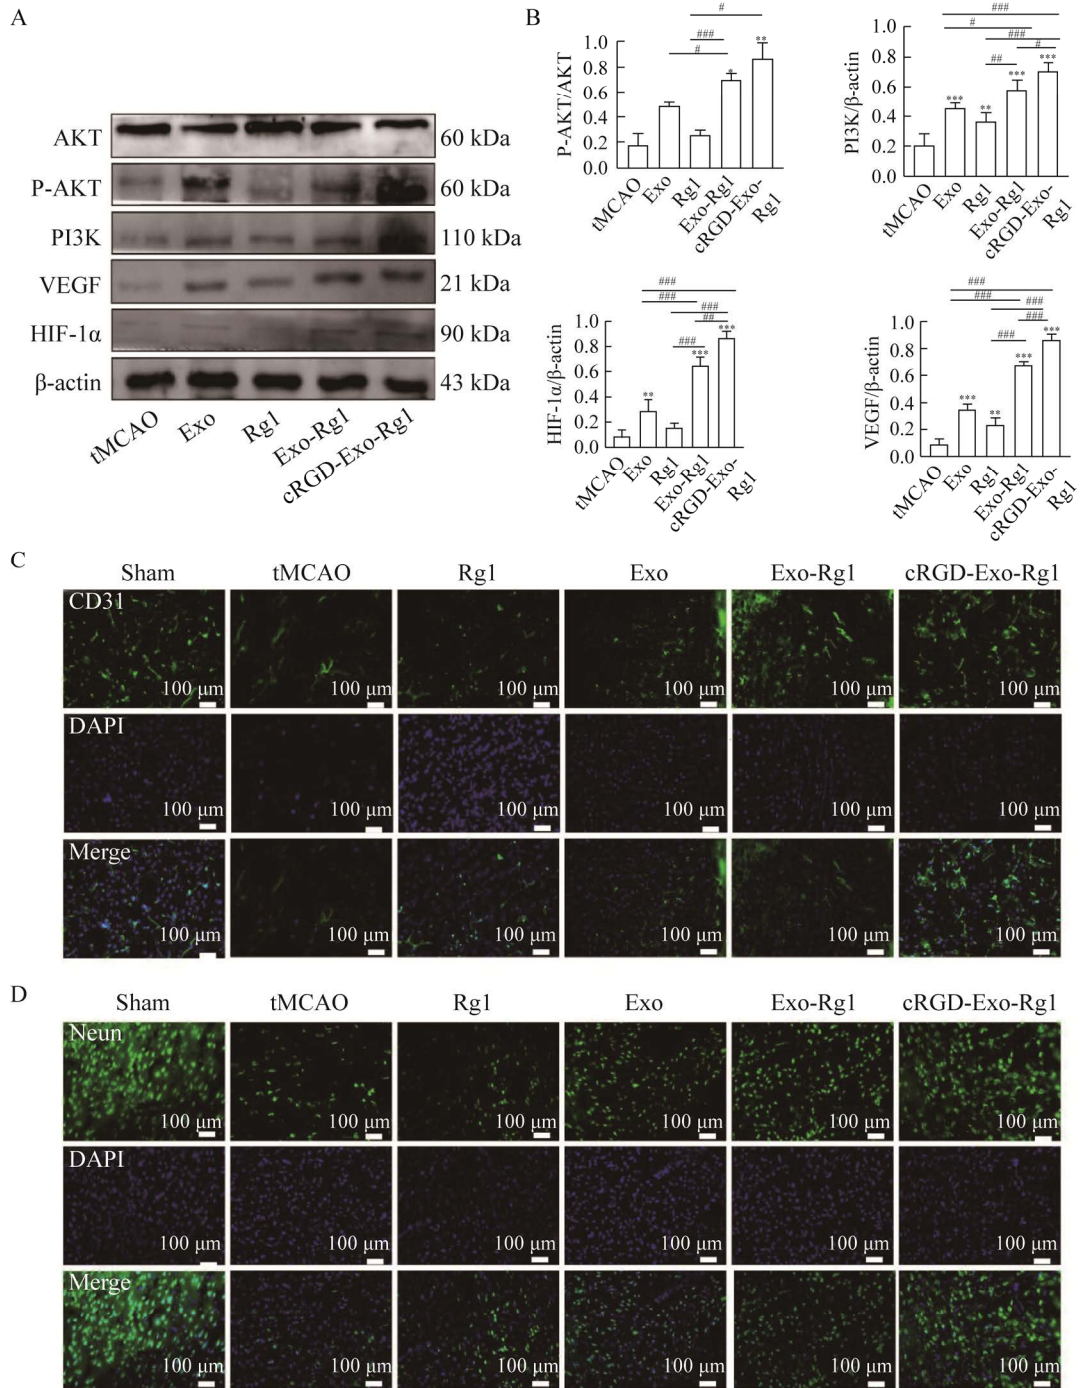 A
AKT 60 kDa
P-AKT 60 kDa
PI3K 110 kDa
VEGF 21 kDa
HIF-1α 90 kDa
β-actin 43 kDa
tMCAO Exo Rg1 Exo-Rg1 cRGD-Exo-Rg1
B
#
###
#
*
**
P-AKT/AKT
1.0
0.8
0.6
0.4
0.2
0.0
tMCAO Exo Rg1 Exo-Rg1 cRGD-Exo-Rg1
###
#
###
#
##
***
**
***
***
PI3K/β-actin
1.0
0.8
0.6
0.4
0.2
0.0
tMCAO Exo Rg1 Exo-Rg1 cRGD-Exo-Rg1
###
###
###
##
###
**
***
***
HIF-1α/β-actin
1.0
0.8
0.6
0.4
0.2
0.0
tMCAO Exo Rg1 Exo-Rg1 cRGD-Exo-Rg1
###
###
###
###
###
***
**
***
***
VEGF/β-actin
1.0
0.8
0.6
0.4
0.2
0.0
tMCAO Exo Rg1 Exo-Rg1 cRGD-Exo-Rg1
C
Sham tMCAO Rg1 Exo Exo-Rg1 cRGD-Exo-Rg1
CD31
100 μm 100 μm 100 μm 100 μm 100 μm 100 μm
DAPI
100 μm 100 μm 100 μm 100 μm 100 μm 100 μm
Merge
100 μm 100 μm 100 μm 100 μm 100 μm 100 μm
D
Sham tMCAO Rg1 Exo Exo-Rg1 cRGD-Exo-Rg1
Neun
100 μm 100 μm 100 μm 100 μm 100 μm 100 μm
DAPI
100 μm 100 μm 100 μm 100 μm 100 μm 100 μm
Merge
100 μm 100 μm 100 μm 100 μm 100 μm 100 μm